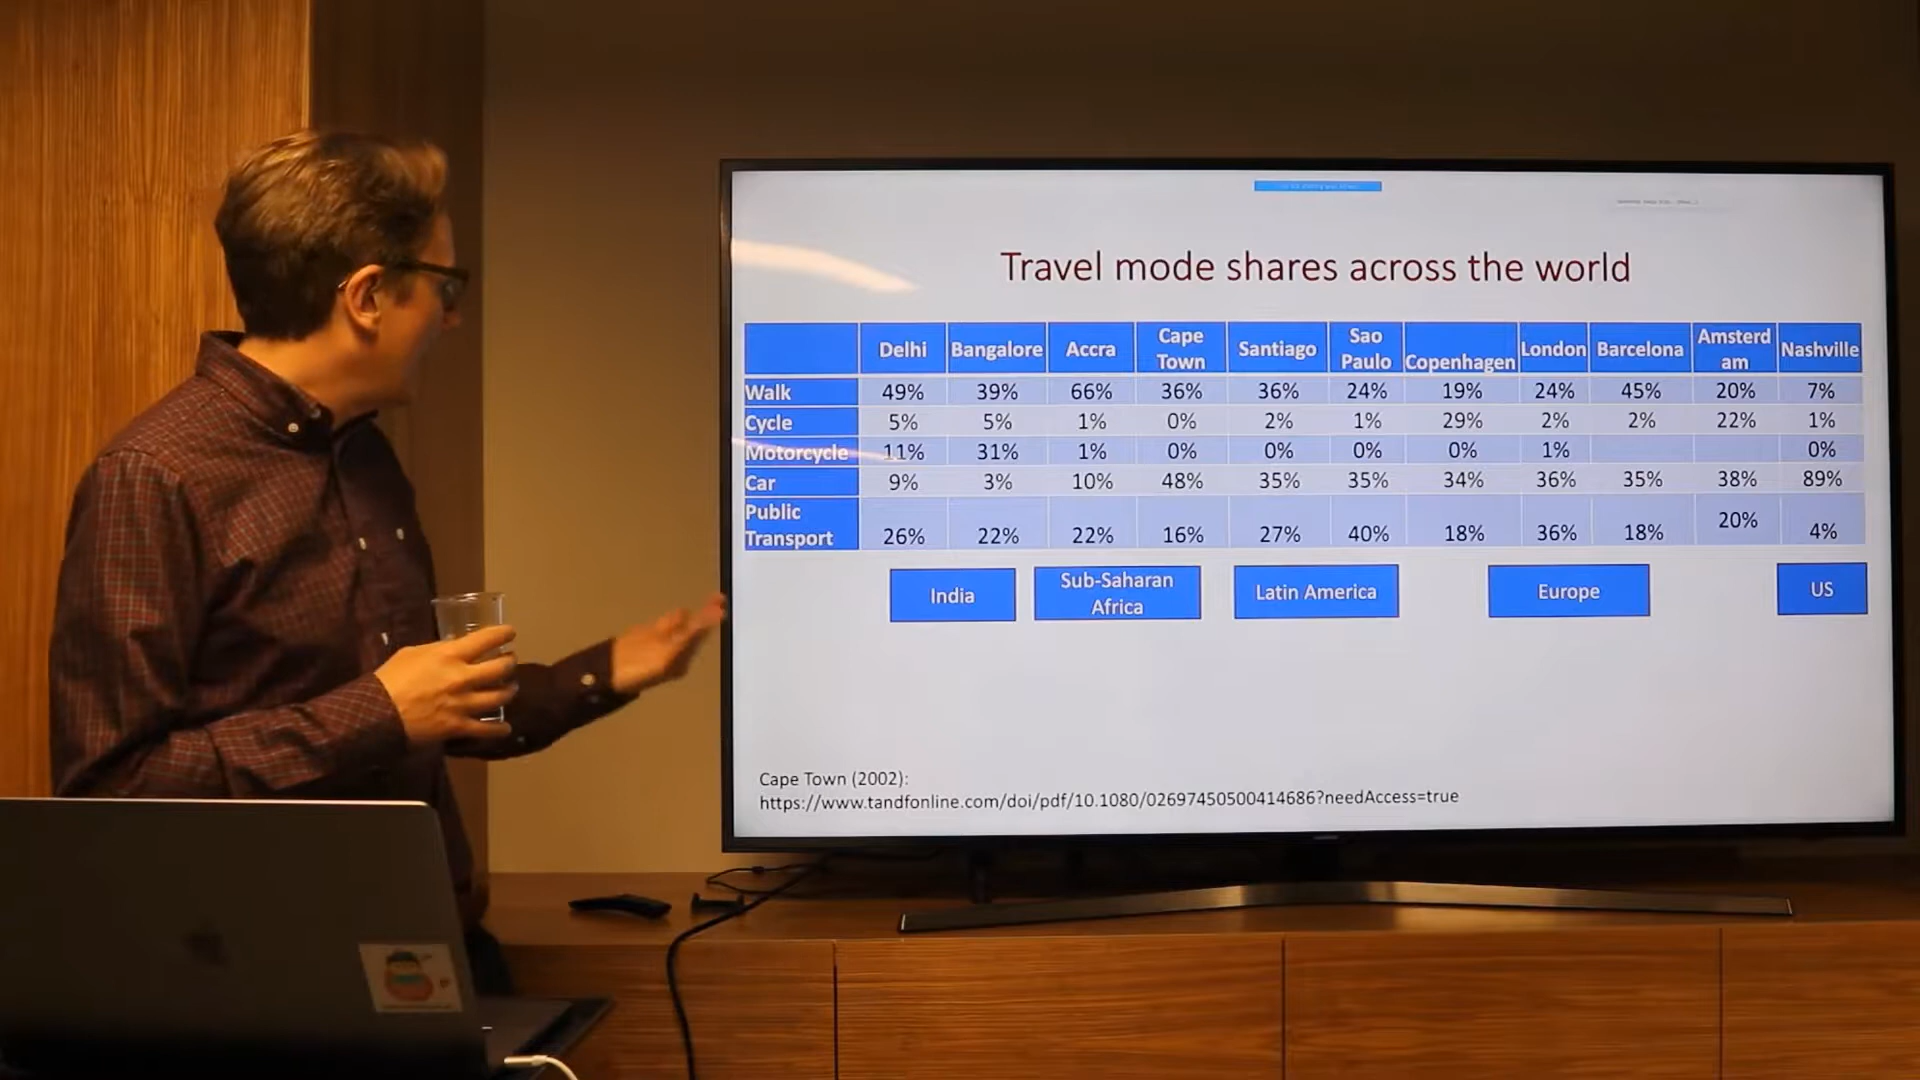 Travel mode shares across the world
Delhi Bangalore Accra Cape Town Santiago Sao Paulo Copenhagen London Barcelona Amsterdam Nashville
Walk 49% 39% 66% 36% 36% 24% 19% 24% 45% 20% 7%
Cycle 5% 5% 1% 0% 2% 1% 29% 2% 2% 22% 1%
Motorcycle 11% 31% 1% 0% 0% 0% 0% 1% 0%
Car 9% 3% 10% 48% 35% 35% 34% 36% 35% 38% 89%
Public Transport 26% 22% 22% 16% 27% 40% 18% 36% 18% 20% 4%
India Sub-Saharan Africa Latin America Europe US
Cape Town (2002):
https://www.tandfonline.com/doi/pdf/10.1080/02697450500414686?needAccess=true